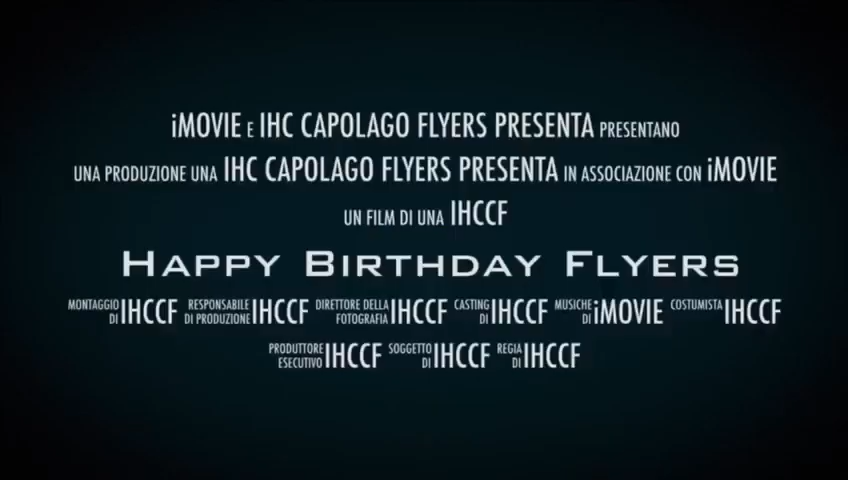 iMOVIE E IHC CAPOLAGO FLYERS PRESENTA PRESENTANO
UNA PRODUZIONE UNA IHC CAPOLAGO FLYERS PRESENTA IN ASSOCIAZIONE CON iMOVIE
UN FILM DI UNA IHCCF
HAPPY BIRTHDAY FLYERS
MONTAGGIO DI IHCCF RESPONSABILE DI PRODUZIONE IHCCF DIRETTORE DELLA FOTOGRAFIA IHCCF CASTING DI IHCCF MUSICHE DI iMOVIE COSTUMISTA IHCCF
PRODUTTORE ESECUTIVO IHCCF SOGGETTO DI IHCCF REGIA DI IHCCF